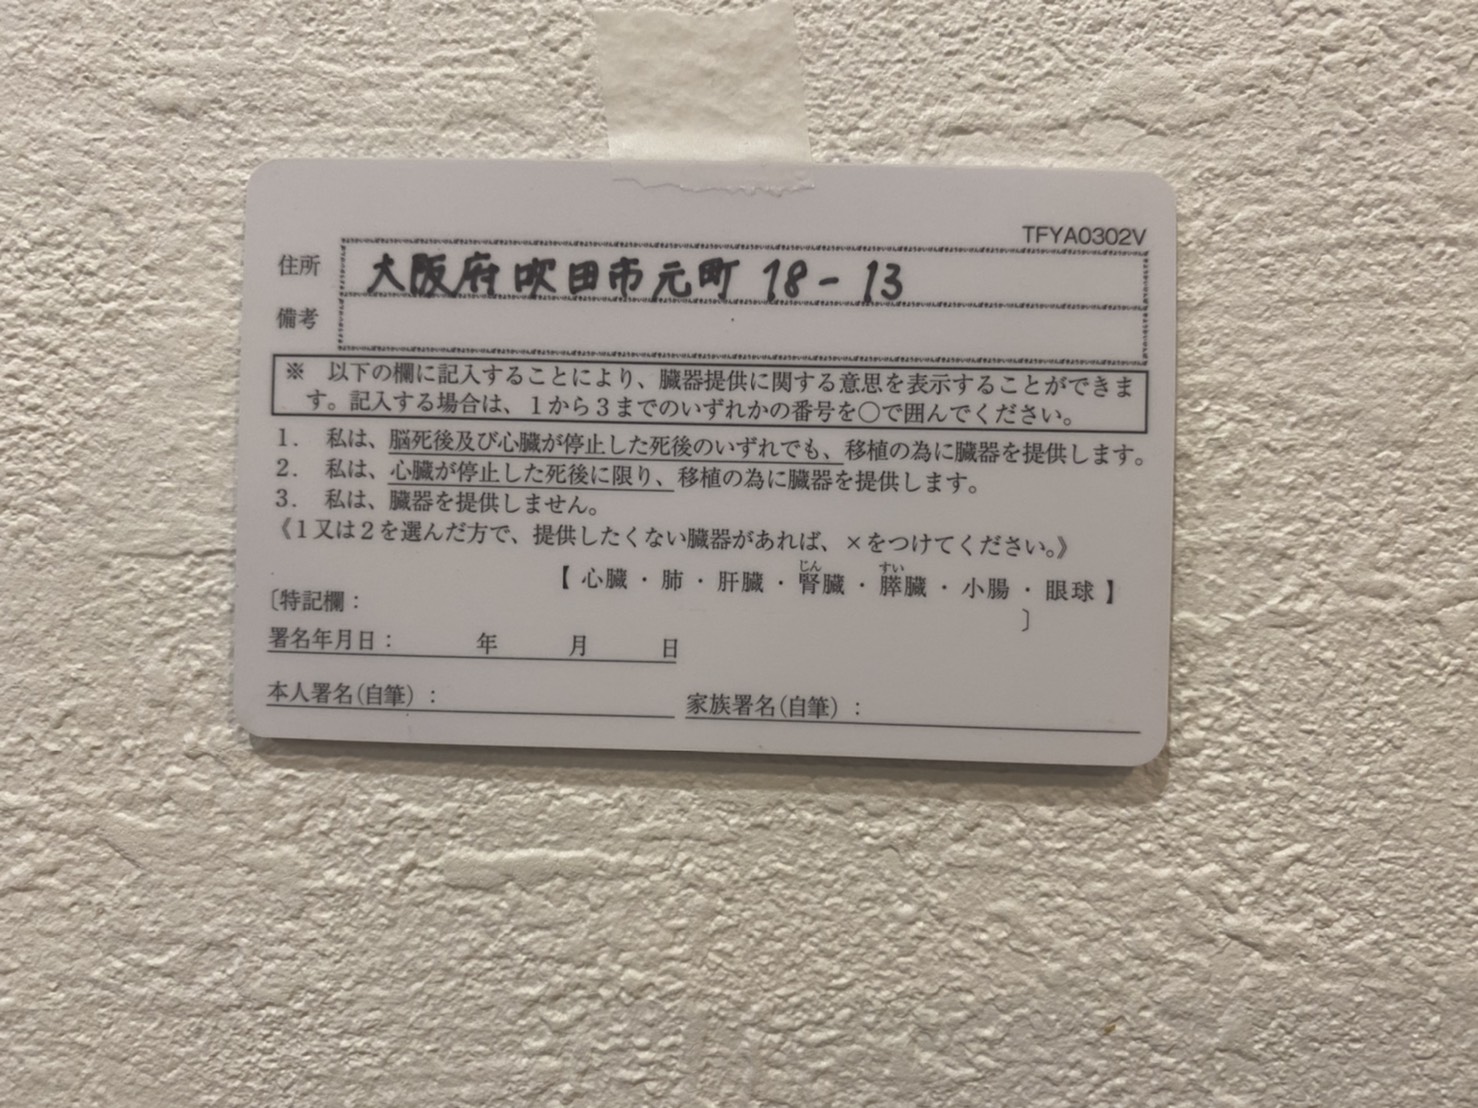 TFYA0302V
住所 大阪府吹田市元町18-13
備考
※ 以下の欄に記入することにより、臓器提供に関する意思を表示することができま
す。記入する場合は、1から3までのいずれかの番号を○で囲んでください。
1. 私は、脳死後及び心臓が停止した死後のいずれでも、移植の為に臓器を提供します。
2. 私は、心臓が停止した死後に限り、移植の為に臓器を提供します。
3. 私は、臓器を提供しません。
《1又は2を選んだ方で、提供したくない臓器があれば、×をつけてください。》
【 心臓 ・ 肺 ・ 肝臓 ・ 腎(じん)臓 ・ 膵(すい)臓 ・ 小腸 ・ 眼球 】
〔特記欄： 〕
署名年月日： 年 月 日
本人署名(自筆)： 家族署名(自筆)：